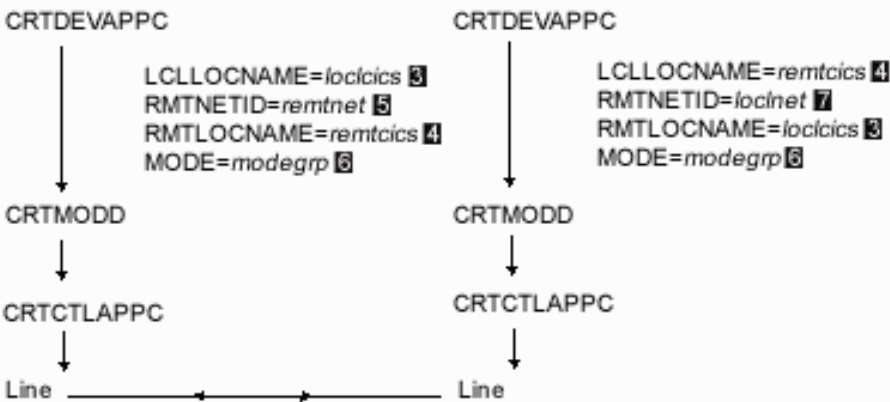 CRTDEVAPPC
LCLLOCNAME=loclcics 3
RMTNETID=remtnet 5
RMTLOCNAME=remtcics 4
MODE=modegrp 6
CRTMODD
CRTCTLAPPC
Line
CRTDEVAPPC
LCLLOCNAME=remtcics 4
RMTNETID=loclnet 7
RMTLOCNAME=loclcics 3
MODE=modegrp 6
CRTMODD
CRTCTLAPPC
Line